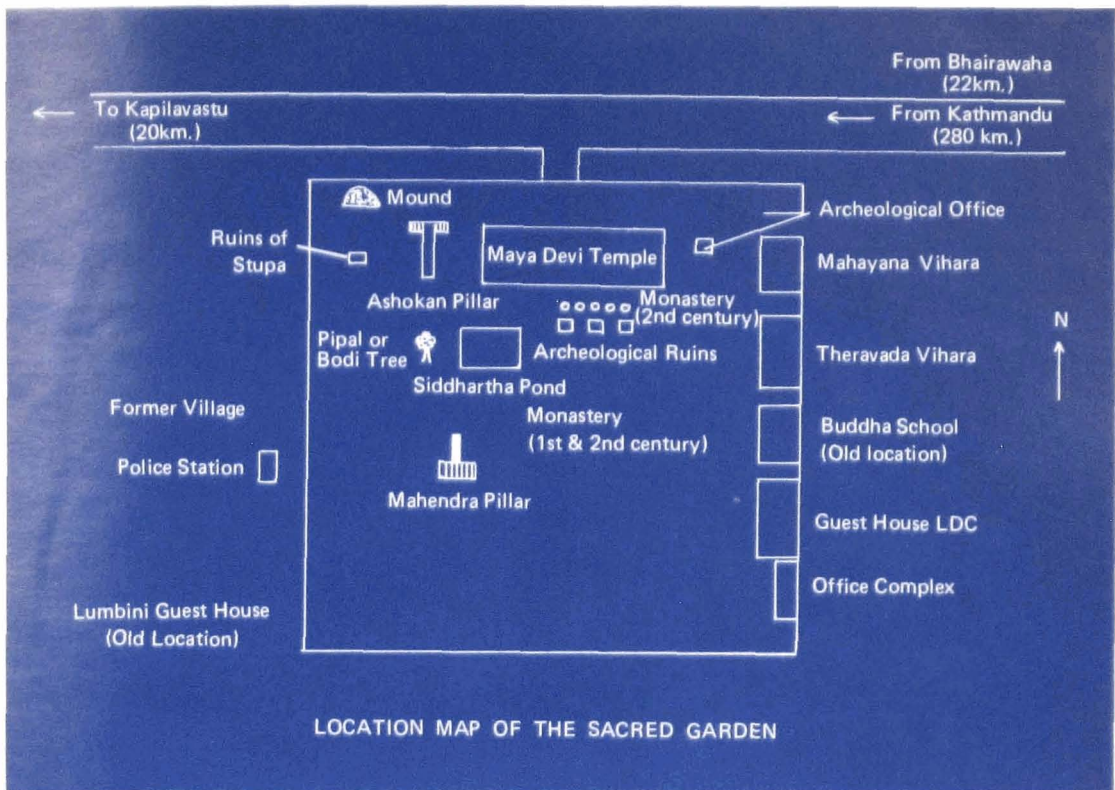 From Bhairawaha
(22km.)
← To Kapilavastu
(20km.)
← From Kathmandu
(280 km.)
Mound
Archeological Office
Ruins of
Stupa
Maya Devi Temple
Mahayana Vihara
Ashokan Pillar
Monastery
(2nd century)
Pipal or
Bodi Tree
Archeological Ruins
Theravada Vihara
N
Siddhartha Pond
Former Village
Monastery
(1st & 2nd century)
Buddha School
(Old location)
Police Station
Mahendra Pillar
Guest House LDC
Office Complex
Lumbini Guest House
(Old Location)
LOCATION MAP OF THE SACRED GARDEN